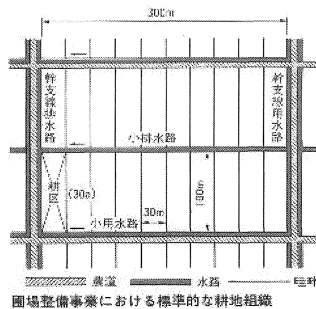 300m
幹支線排水路
幹支線用水路
小排水路
耕区
(30a)
30m
(100m)
小用水路
農道
水路
畦畔
圃場整備事業における標準的な耕地組織